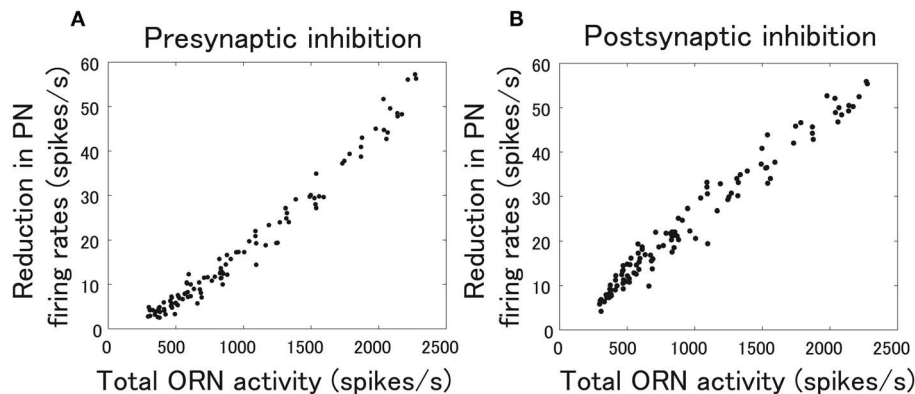 A
Presynaptic inhibition
Reduction in PN
firing rates (spikes/s)
60
50
40
30
20
10
0
0
500
1000
1500
2000
2500
Total ORN activity (spikes/s)
B
Postsynaptic inhibition
Reduction in PN
firing rates (spikes/s)
60
50
40
30
20
10
0
0
500
1000
1500
2000
2500
Total ORN activity (spikes/s)